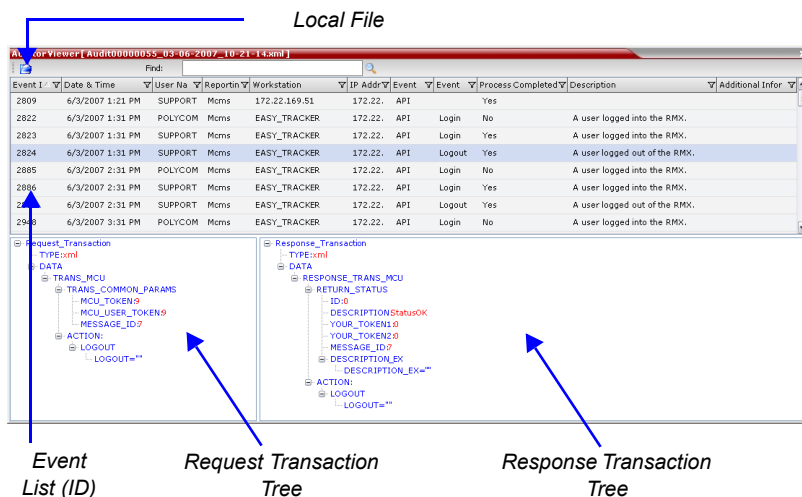 Local File
Auditor Viewer [ Audit00000055_03-06-2007_10-21-14.xml ]
Find:
Event I Date & Time User Na Reportin Workstation IP Addr Event Event Process Completed Description Additional Infor
2809 6/3/2007 1:21 PM SUPPORT Mcms 172.22.169.51 172.22. API Yes
2822 6/3/2007 1:31 PM POLYCOM Mcms EASY_TRACKER 172.22. API Login No A user logged into the RMX.
2823 6/3/2007 1:31 PM SUPPORT Mcms EASY_TRACKER 172.22. API Login Yes A user logged into the RMX.
2824 6/3/2007 1:31 PM SUPPORT Mcms EASY_TRACKER 172.22. API Logout Yes A user logged out of the RMX.
2885 6/3/2007 2:31 PM POLYCOM Mcms EASY_TRACKER 172.22. API Login No A user logged into the RMX.
2886 6/3/2007 2:31 PM SUPPORT Mcms EASY_TRACKER 172.22. API Login Yes A user logged into the RMX.
6/3/2007 2:31 PM SUPPORT Mcms EASY_TRACKER 172.22. API Logout Yes A user logged out of the RMX.
2948 6/3/2007 3:31 PM POLYCOM Mcms EASY_TRACKER 172.22. API Login No A user logged into the RMX.
Request_Transaction
TYPE:xml
DATA
TRANS_MCU
TRANS_COMMON_PARAMS
MCU_TOKEN:9
MCU_USER_TOKEN:9
MESSAGE_ID:7
ACTION:
LOGOUT
LOGOUT=""
Response_Transaction
TYPE:xml
DATA
RESPONSE_TRANS_MCU
RETURN_STATUS
ID:0
DESCRIPTION:StatusOK
YOUR_TOKEN1:0
YOUR_TOKEN2:0
MESSAGE_ID:7
DESCRIPTION_EX
DESCRIPTION_EX=""
ACTION:
LOGOUT
LOGOUT=""
Event
List (ID)
Request Transaction
Tree
Response Transaction
Tree